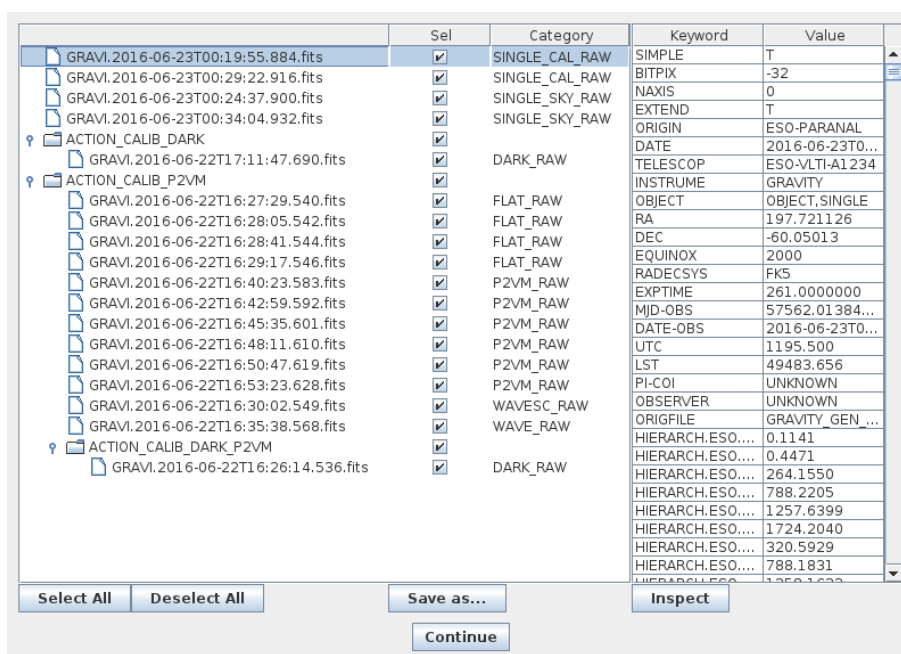 Sel Category Keyword Value
GRAVI.2016-06-23T00:19:55.884.fits SINGLE_CAL_RAW
GRAVI.2016-06-23T00:29:22.916.fits SINGLE_CAL_RAW
GRAVI.2016-06-23T00:24:37.900.fits SINGLE_SKY_RAW
GRAVI.2016-06-23T00:34:04.932.fits SINGLE_SKY_RAW
ACTION_CALIB_DARK
GRAVI.2016-06-22T17:11:47.690.fits DARK_RAW
ACTION_CALIB_P2VM
GRAVI.2016-06-22T16:27:29.540.fits FLAT_RAW
GRAVI.2016-06-22T16:28:05.542.fits FLAT_RAW
GRAVI.2016-06-22T16:28:41.544.fits FLAT_RAW
GRAVI.2016-06-22T16:29:17.546.fits FLAT_RAW
GRAVI.2016-06-22T16:40:23.583.fits P2VM_RAW
GRAVI.2016-06-22T16:42:59.592.fits P2VM_RAW
GRAVI.2016-06-22T16:45:35.601.fits P2VM_RAW
GRAVI.2016-06-22T16:48:11.610.fits P2VM_RAW
GRAVI.2016-06-22T16:50:47.619.fits P2VM_RAW
GRAVI.2016-06-22T16:53:23.628.fits P2VM_RAW
GRAVI.2016-06-22T16:30:02.549.fits WAVESC_RAW
GRAVI.2016-06-22T16:35:38.568.fits WAVE_RAW
ACTION_CALIB_DARK_P2VM
GRAVI.2016-06-22T16:26:14.536.fits DARK_RAW
SIMPLE T
BITPIX -32
NAXIS 0
EXTEND T
ORIGIN ESO-PARANAL
DATE 2016-06-23T0...
TELESCOP ESO-VLTI-A1234
INSTRUME GRAVITY
OBJECT OBJECT,SINGLE
RA 197.721126
DEC -60.05013
EQUINOX 2000
RADECSYS FK5
EXPTIME 261.0000000
MJD-OBS 57562.01384...
DATE-OBS 2016-06-23T0...
UTC 1195.500
LST 49483.656
PI-COI UNKNOWN
OBSERVER UNKNOWN
ORIGFILE GRAVITY_GEN_...
HIERARCH.ESO.... 0.1141
HIERARCH.ESO.... 0.4471
HIERARCH.ESO.... 264.1550
HIERARCH.ESO.... 788.2205
HIERARCH.ESO.... 1257.6399
HIERARCH.ESO.... 1724.2040
HIERARCH.ESO.... 320.5929
HIERARCH.ESO.... 788.1831
Select All Deselect All Save as... Inspect
Continue